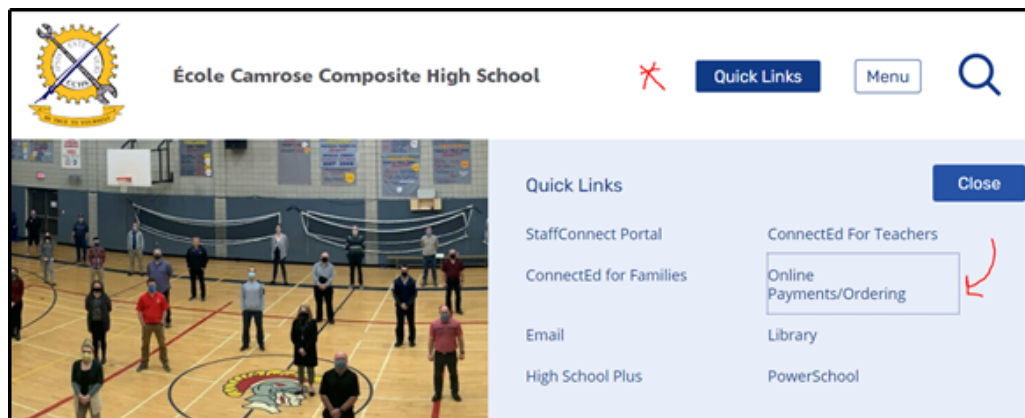 École Camrose Composite High School
Quick Links
Menu
Quick Links
Close
StaffConnect Portal
ConnectEd For Teachers
ConnectEd for Families
Online
Payments/Ordering
Email
Library
High School Plus
PowerSchool